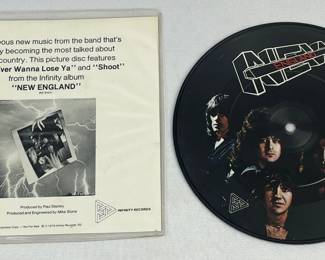 ous new music from the band that's
y becoming the most talked about
country. This picture disc features
ver Wanna Lose Ya" and "Shoot"
from the Infinity album
"NEW ENGLAND"
Produced by Paul Stanley
Produced and Engineered by Mike Stone
INFINITY RECORDS
NEW
ENGLAND